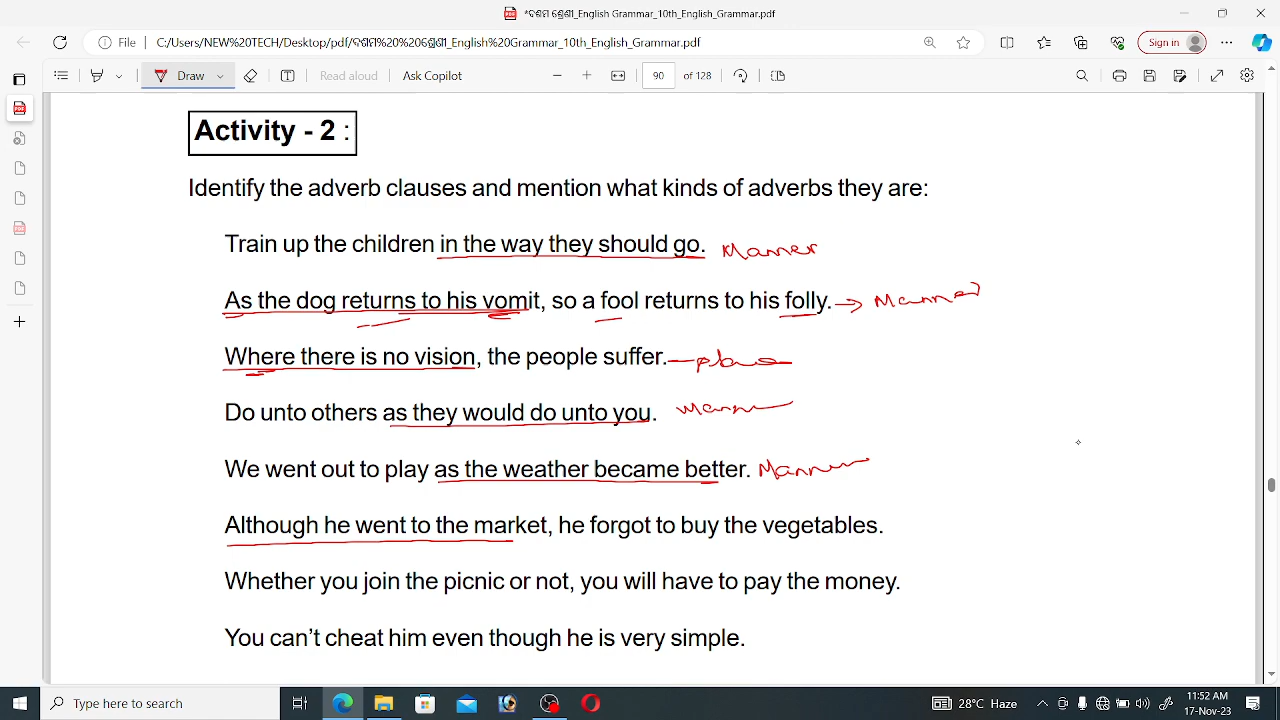 *ଦଶମ ଶ୍ରେଣୀ_English Grammar_10th_English_Grammar.pdf
File C:/Users/NEW%20TECH/Desktop/pdf/
English%20Grammar_10th_English_Grammar.pdf
Sign in
Draw
Read aloud
Ask Copilot
90 of 128
Activity - 2 :
Identify the adverb clauses and mention what kinds of adverbs they are:
Train up the children in the way they should go. Manner
As the dog returns to his vomit, so a fool returns to his folly. → Manner
Where there is no vision, the people suffer. – place
Do unto others as they would do unto you. Manner
We went out to play as the weather became better. Manner
Although he went to the market, he forgot to buy the vegetables.
Whether you join the picnic or not, you will have to pay the money.
You can't cheat him even though he is very simple.
Type here to search
28°C Haze
ENG
11:52 AM
17-Nov-23